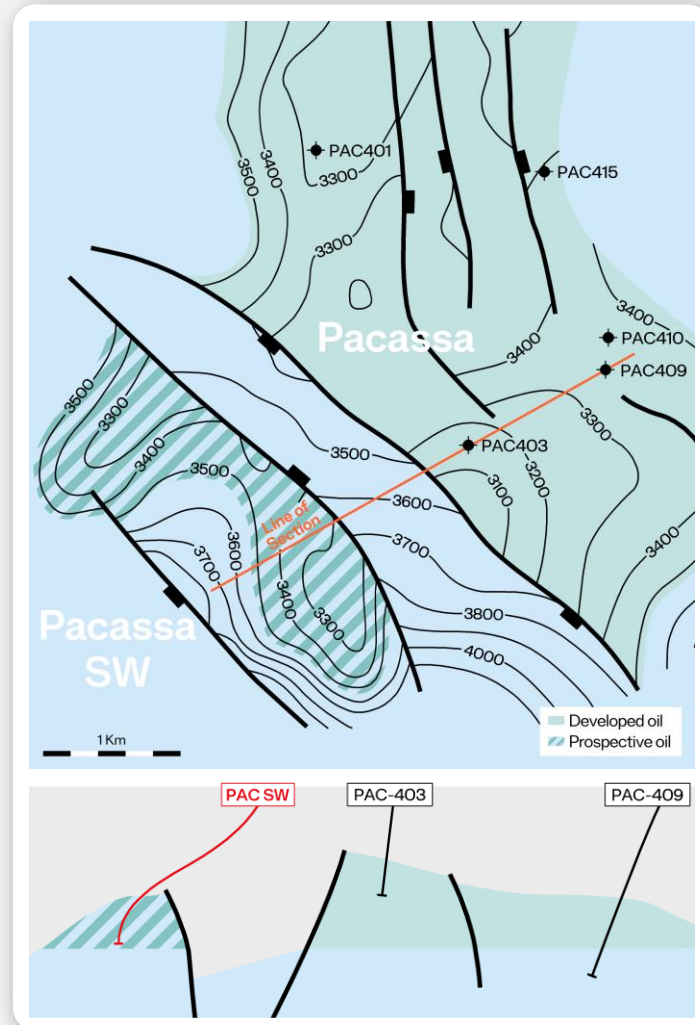 3500
3400
3300
PAC401
PAC415
3300
3400
PAC410
Pacassa
3400
PAC409
3500
3300
3400
3300
3500
PAC403
3500
3200
3100
3600
Line of
Section
3600
3700
3700
3400
3400
3300
3800
4000
Pacassa
SW
1 Km
Developed oil
Prospective oil
PAC SW
PAC-403
PAC-409